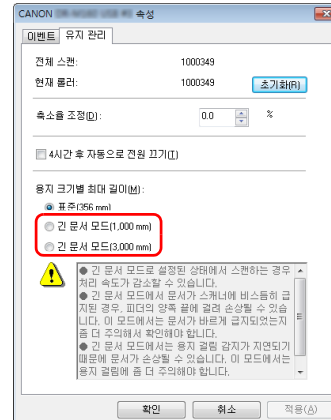 CANON 속성
이벤트 유지 관리
전체 스캔: 1000349
현재 롤러: 1000349 초기화(R)
축소율 조정(D): 0.0 %
4시간 후 자동으로 전원 끄기(T)
용지 크기별 최대 길이(M):
표준(356 mm)
긴 문서 모드(1,000 mm)
긴 문서 모드(3,000 mm)
● 긴 문서 모드로 설정된 상태에서 스캔하는 경우
처리 속도가 감소할 수 있습니다.
● 긴 문서 모드에서 문서가 스캐너에 비스듬히 급
지된 경우, 피더의 양쪽 끝에 걸려 손상될 수 있습
니다. 이 모드에서는 문서가 바르게 급지되었는지
좀 더 주의해서 확인해야 합니다.
● 긴 문서 모드에서는 용지 걸림 감지가 지연되기
때문에 문서가 손상될 수 있습니다. 이 모드에서는
용지 걸림에 좀 더 주의해야 합니다.
확인 취소 적용(A)